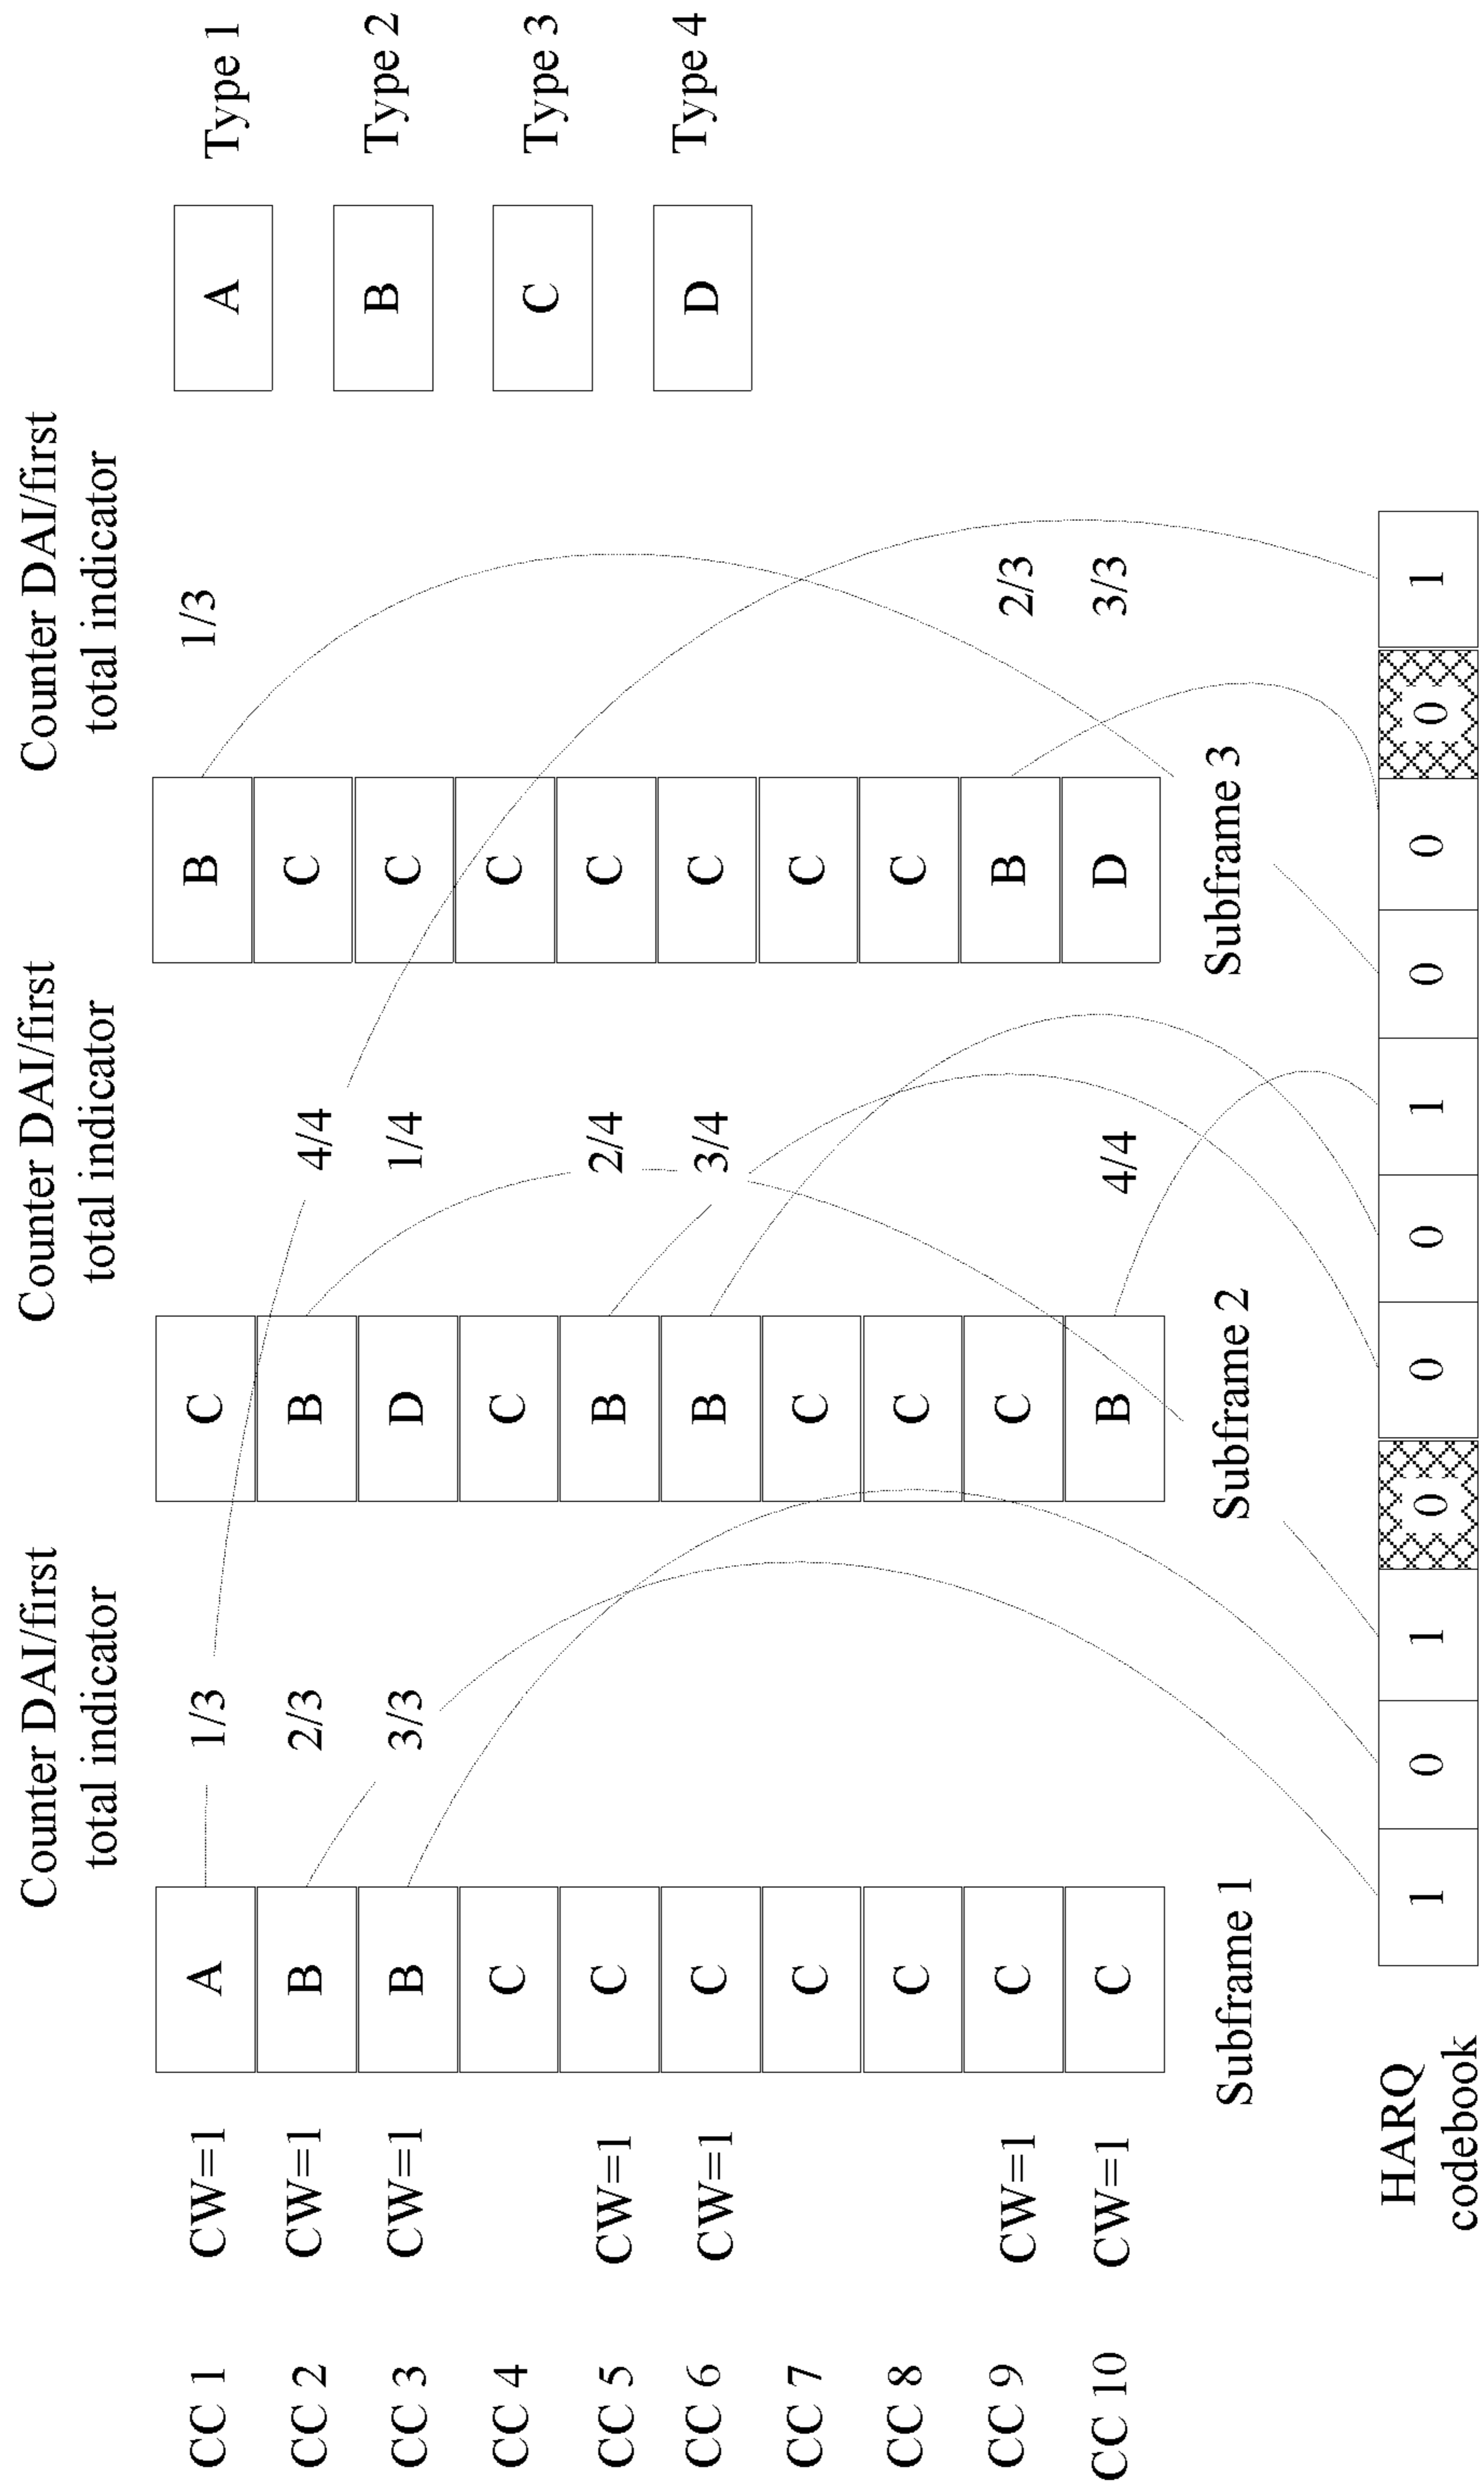 Counter DAI/first Counter DAI/first Counter DAI/first
total indicator total indicator total indicator
CC 1 CW=1 A 1/3 C B 1/3
CC 2 CW=1 B 2/3 B 4/4 C
CC 3 CW=1 B 3/3 D 1/4 C
CC 4 C C C
CC 5 CW=1 C B 2/4 C
CC 6 CW=1 C B 3/4 C
CC 7 C C C
CC 8 C C C
CC 9 CW=1 C C B 2/3
CC 10 CW=1 C B 4/4 D 3/3
Subframe 1 Subframe 2 Subframe 3
A Type 1
B Type 2
C Type 3
D Type 4
HARQ
codebook
1 0 1 0 0 0 1 0 0 0 1